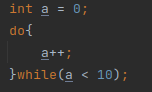 int a = 0;
do{
    a++;
}while(a < 10);